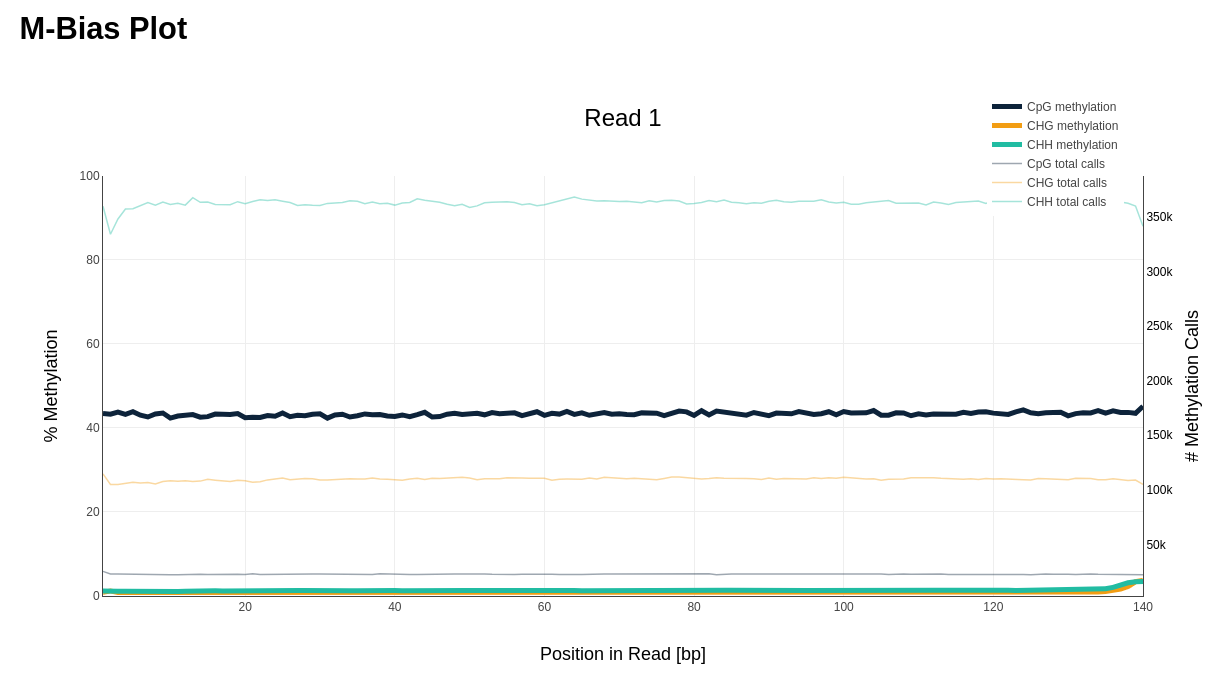 M-Bias Plot
Read 1
CpG methylation
CHG methylation
CHH methylation
CpG total calls
CHG total calls
CHH total calls
100
80
60
40
20
0
% Methylation
350k
300k
250k
200k
150k
100k
50k
# Methylation Calls
20
40
60
80
100
120
140
Position in Read [bp]